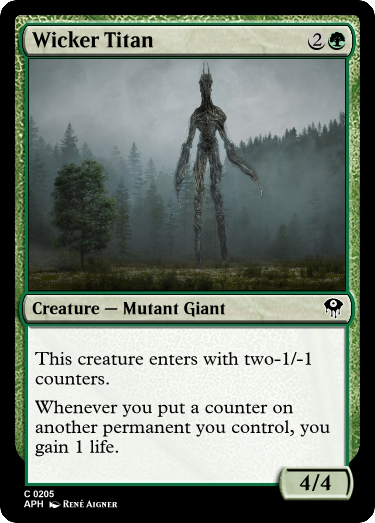 Wicker Titan 2
Creature — Mutant Giant
This creature enters with two-1/-1
counters.
Whenever you put a counter on
another permanent you control, you
gain 1 life.
4/4
C 0205
APH René Aigner